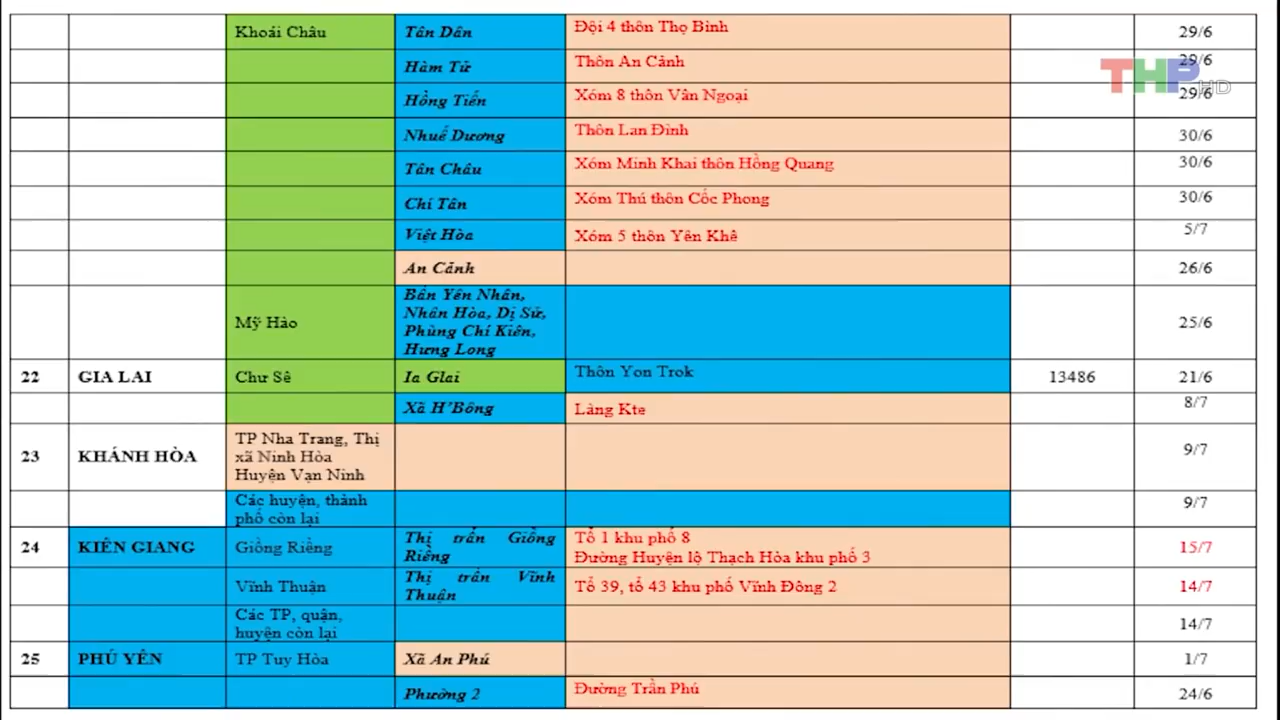 Khoái Châu Tân Dân Đội 4 thôn Thọ Bình 29/6
Hàm Tử Thôn An Cảnh 29/6
THP HD
Hồng Tiến Xóm 8 thôn Vân Ngoại 29/6
Nhuế Dương Thôn Lan Đình 30/6
Tân Châu Xóm Minh Khai thôn Hồng Quang 30/6
Chí Tân Xóm Thú thôn Cốc Phong 30/6
Việt Hòa Xóm 5 thôn Yên Khê 5/7
An Cảnh 26/6
Mỹ Hào
Bần Yên Nhân,
Nhân Hòa, Dị Sử,
Phùng Chí Kiên,
Hưng Long
25/6
22 GIA LAI Chư Sê Ia Glai Thôn Yon Trok 13486 21/6
Xã H'Bông Làng Kte 8/7
23 KHÁNH HÒA
TP Nha Trang, Thị
xã Ninh Hòa
Huyện Vạn Ninh
9/7
Các huyện, thành
phố còn lại
9/7
24 KIÊN GIANG Giồng Riềng
Thị trấn Giồng
Riềng
Tổ 1 khu phố 8
Đường Huyện lộ Thạch Hòa khu phố 3
15/7
Vĩnh Thuận
Thị trấn Vĩnh
Thuận
Tổ 39, tổ 43 khu phố Vĩnh Đông 2
14/7
Các TP, quận,
huyện còn lại
14/7
25 PHÚ YÊN TP Tuy Hòa Xã An Phú 1/7
Phường 2 Đường Trần Phú 24/6